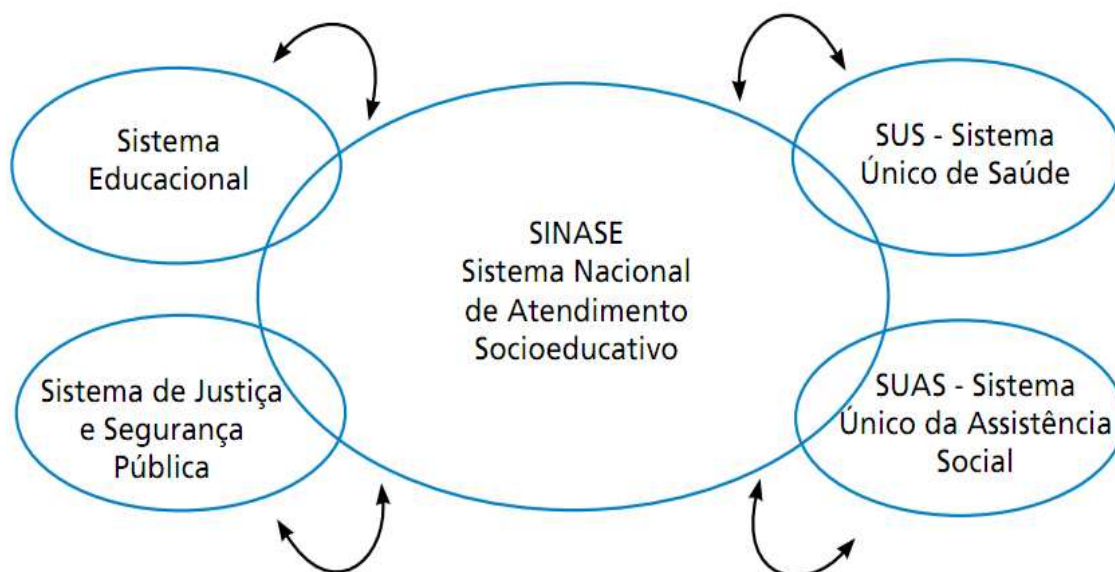 Sistema
Educacional
SUS - Sistema
Único de Saúde
SINASE
Sistema Nacional
de Atendimento
Socioeducativo
Sistema de Justiça
e Segurança
Pública
SUAS - Sistema
Único da Assistência
Social